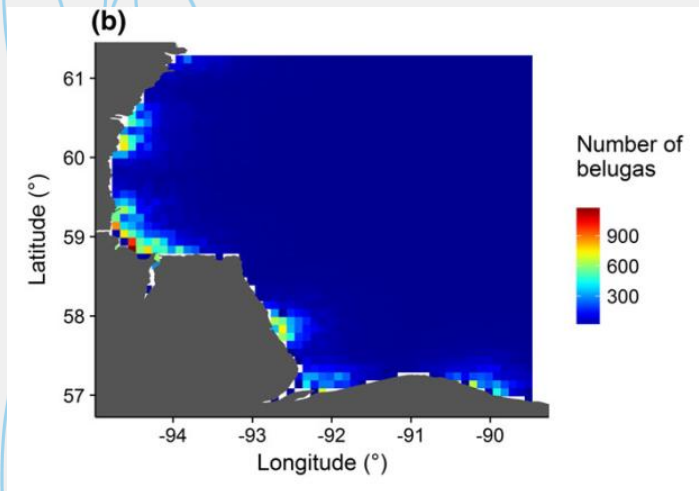 (b)
61
60
59
58
57
Latitude (°)
-94 -93 -92 -91 -90
Longitude (°)
Number of
belugas
900
600
300